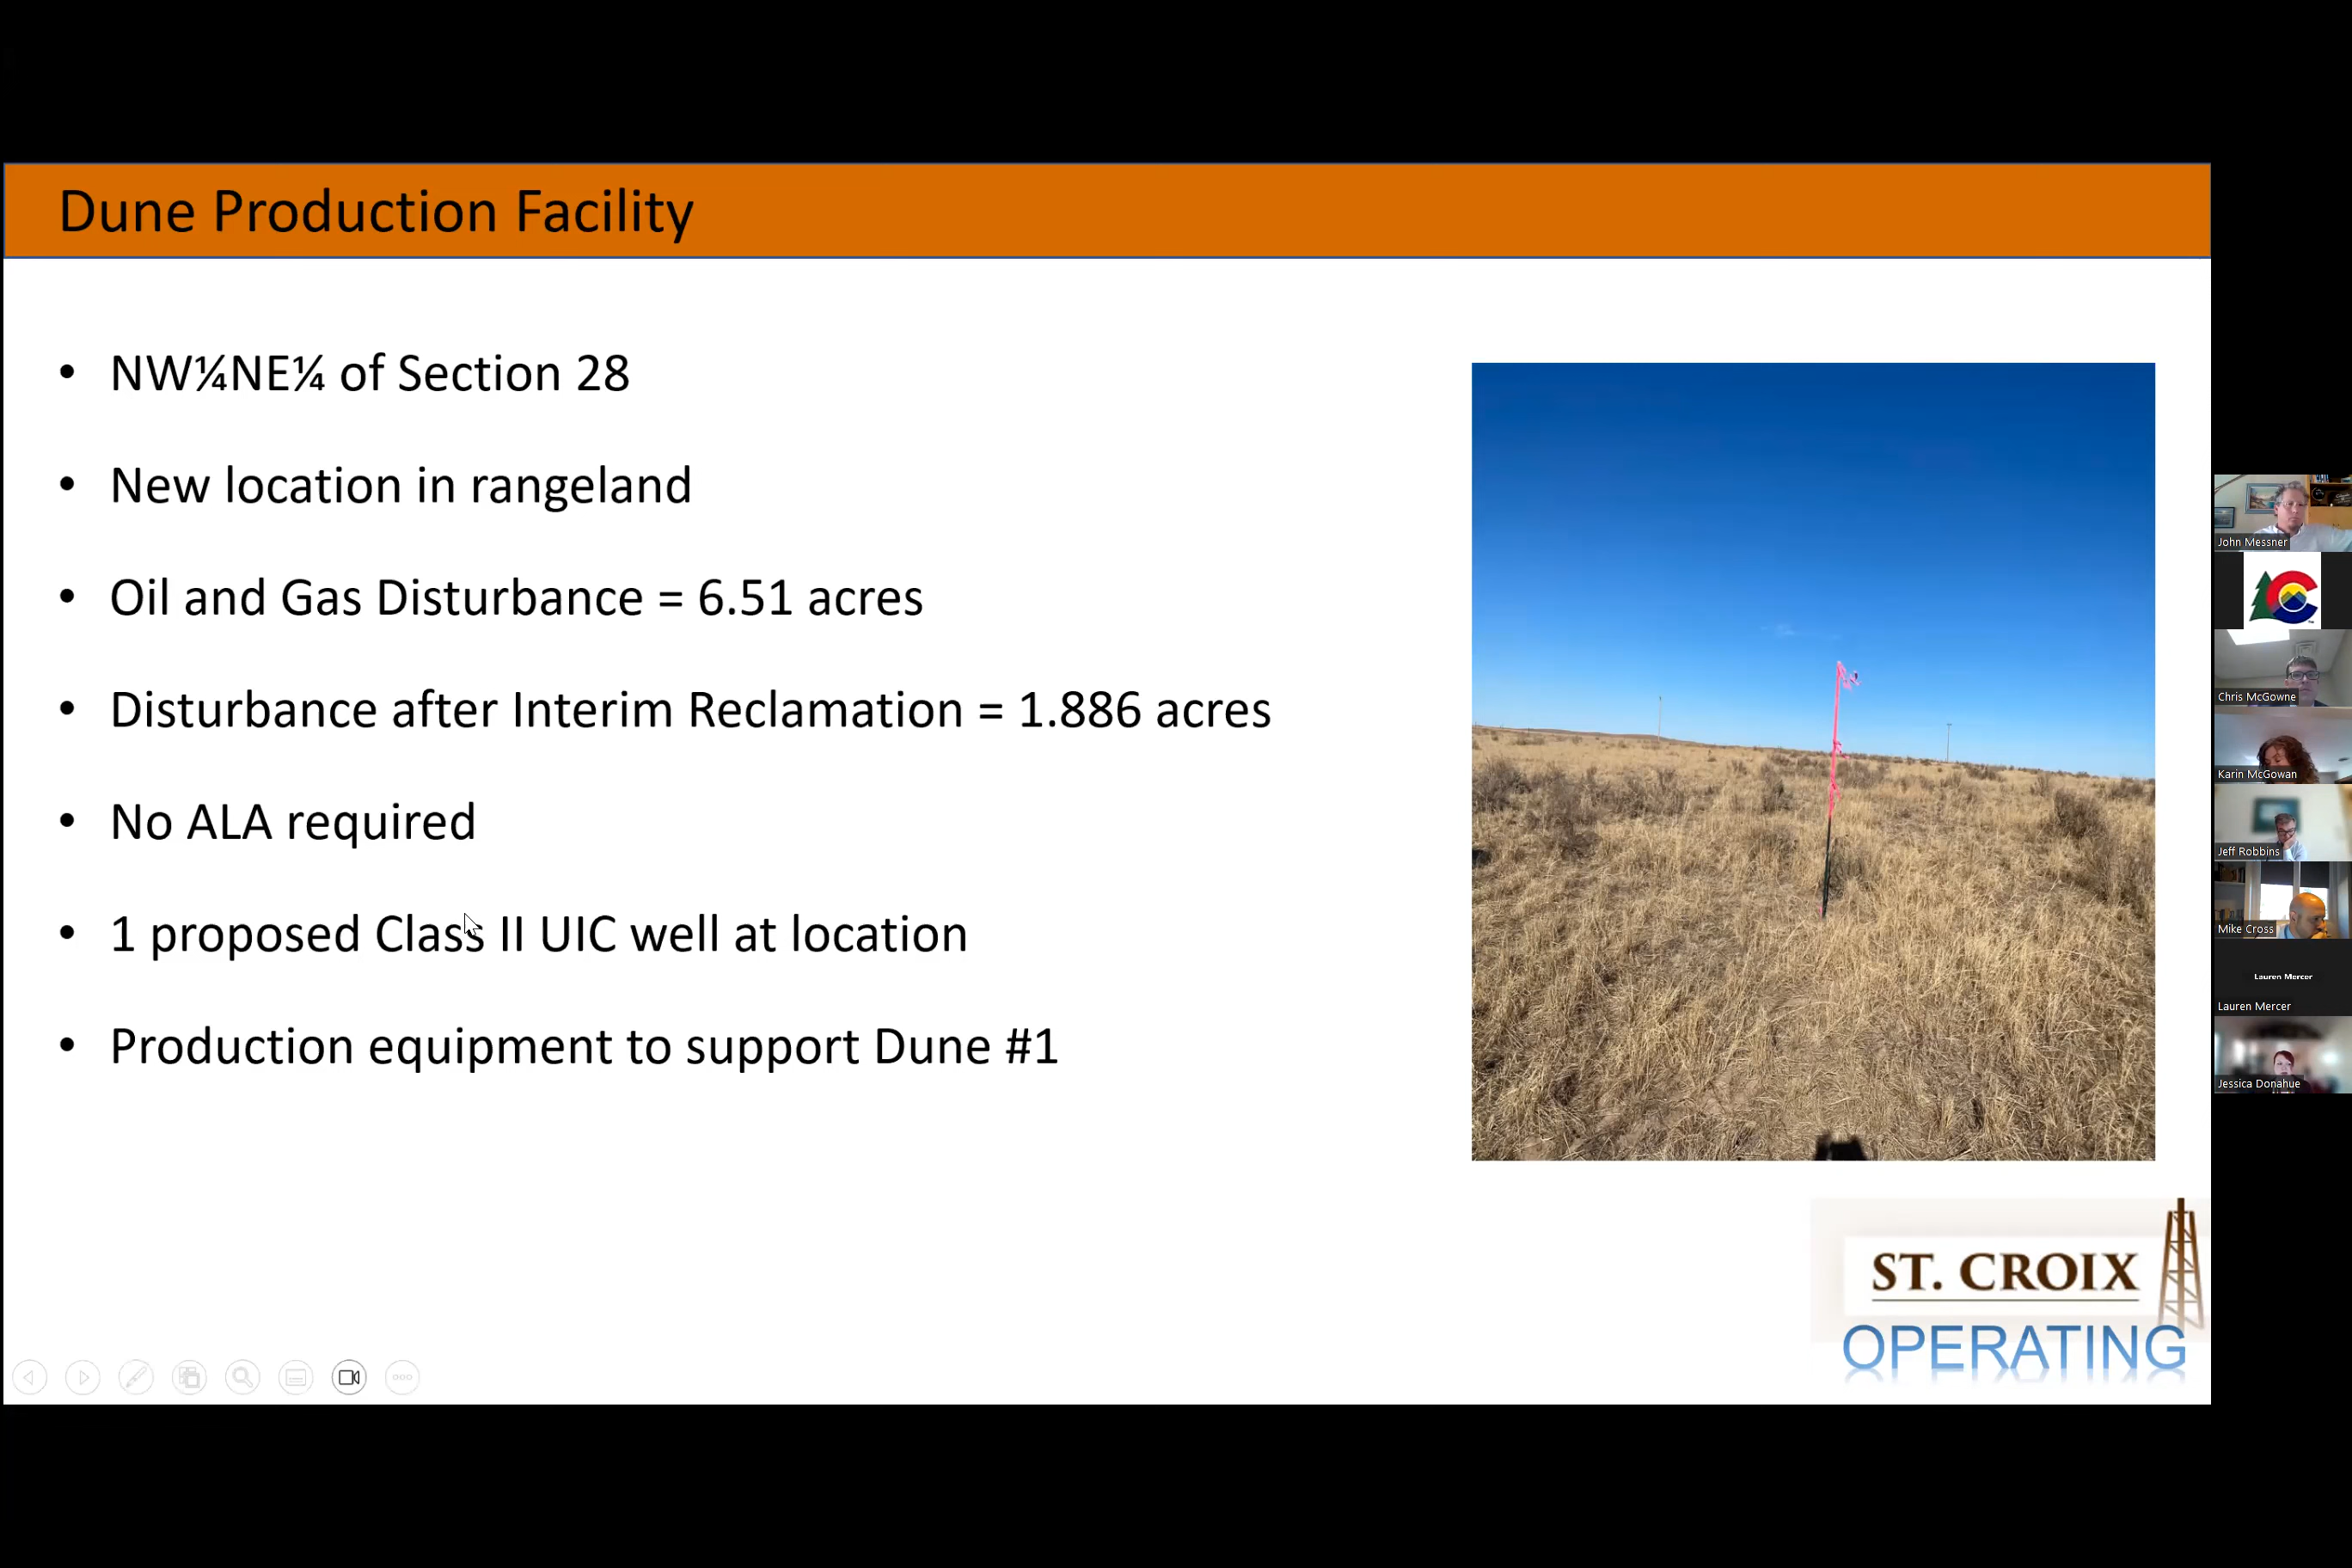 Dune Production Facility
• NW¼NE¼ of Section 28
• New location in rangeland
• Oil and Gas Disturbance = 6.51 acres
• Disturbance after Interim Reclamation = 1.886 acres
• No ALA required
• 1 proposed Class II UIC well at location
• Production equipment to support Dune #1
ST. CROIX
OPERATING
John Messner
Chris McGowne
Karin McGowan
Jeff Robbins
Mike Cross
Lauren Mercer
Lauren Mercer
Jessica Donahue